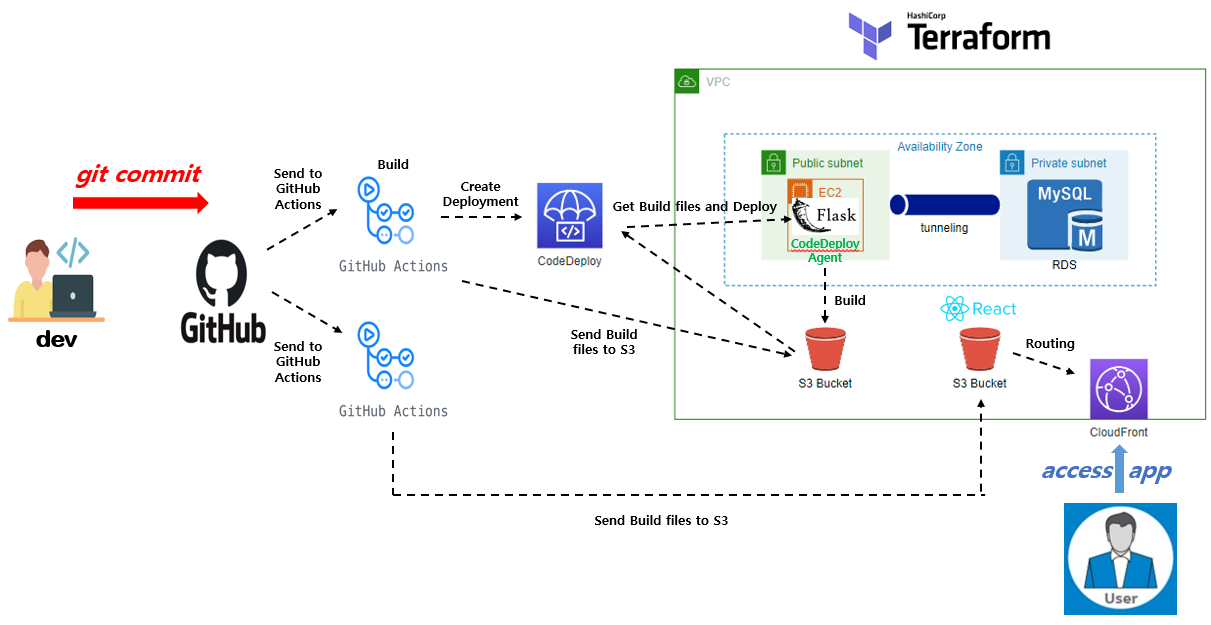 HashiCorp
Terraform
VPC
git commit
Build
Send to
GitHub
Actions
Create
Deployment
Availability Zone
Public subnet
Private subnet
EC2
MySQL
Flask
Get Build files and Deploy
CodeDeploy
Agent
tunneling
M
RDS
CodeDeploy
GitHub Actions
GitHub
dev
Build
React
Send Build
files to S3
Send to
GitHub
Actions
Routing
S3 Bucket
S3 Bucket
GitHub Actions
CloudFront
access app
Send Build files to S3
User